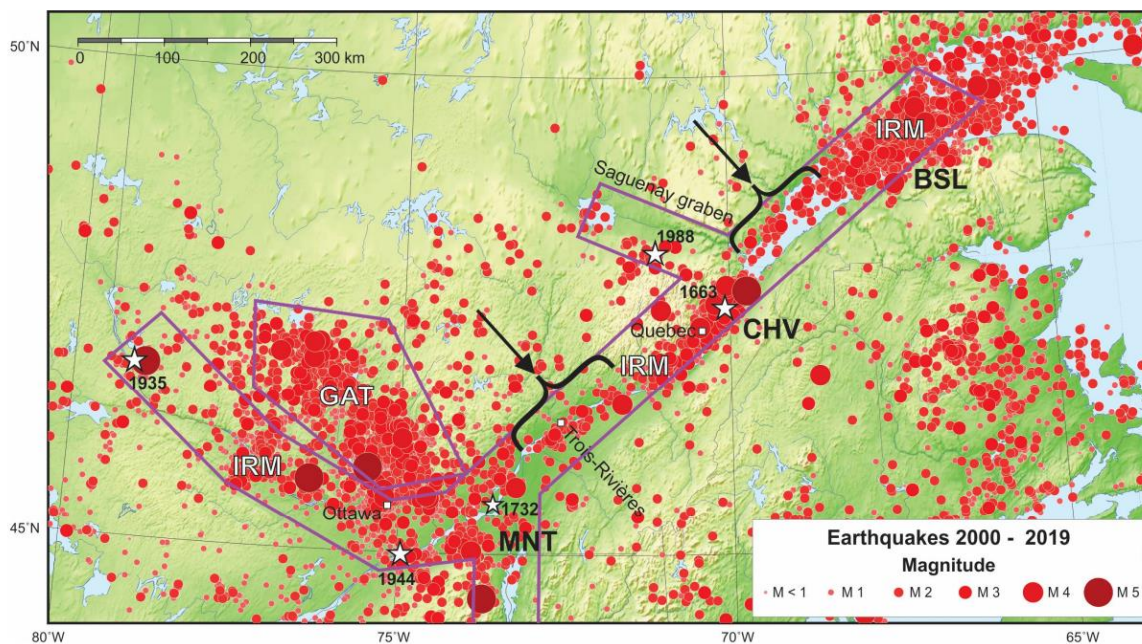 50°N
0 100 200 300 km
IRM
BSL
Saguenay graben
1988
1663
Quebec
CHV
IRM
1935
GAT
IRM
Trois-Rivières
Ottawa
1732
45°N
MNT
1944
Earthquakes 2000 - 2019
Magnitude
M < 1 M 1 M 2 M 3 M 4 M 5
80°W 75°W 70°W 65°W